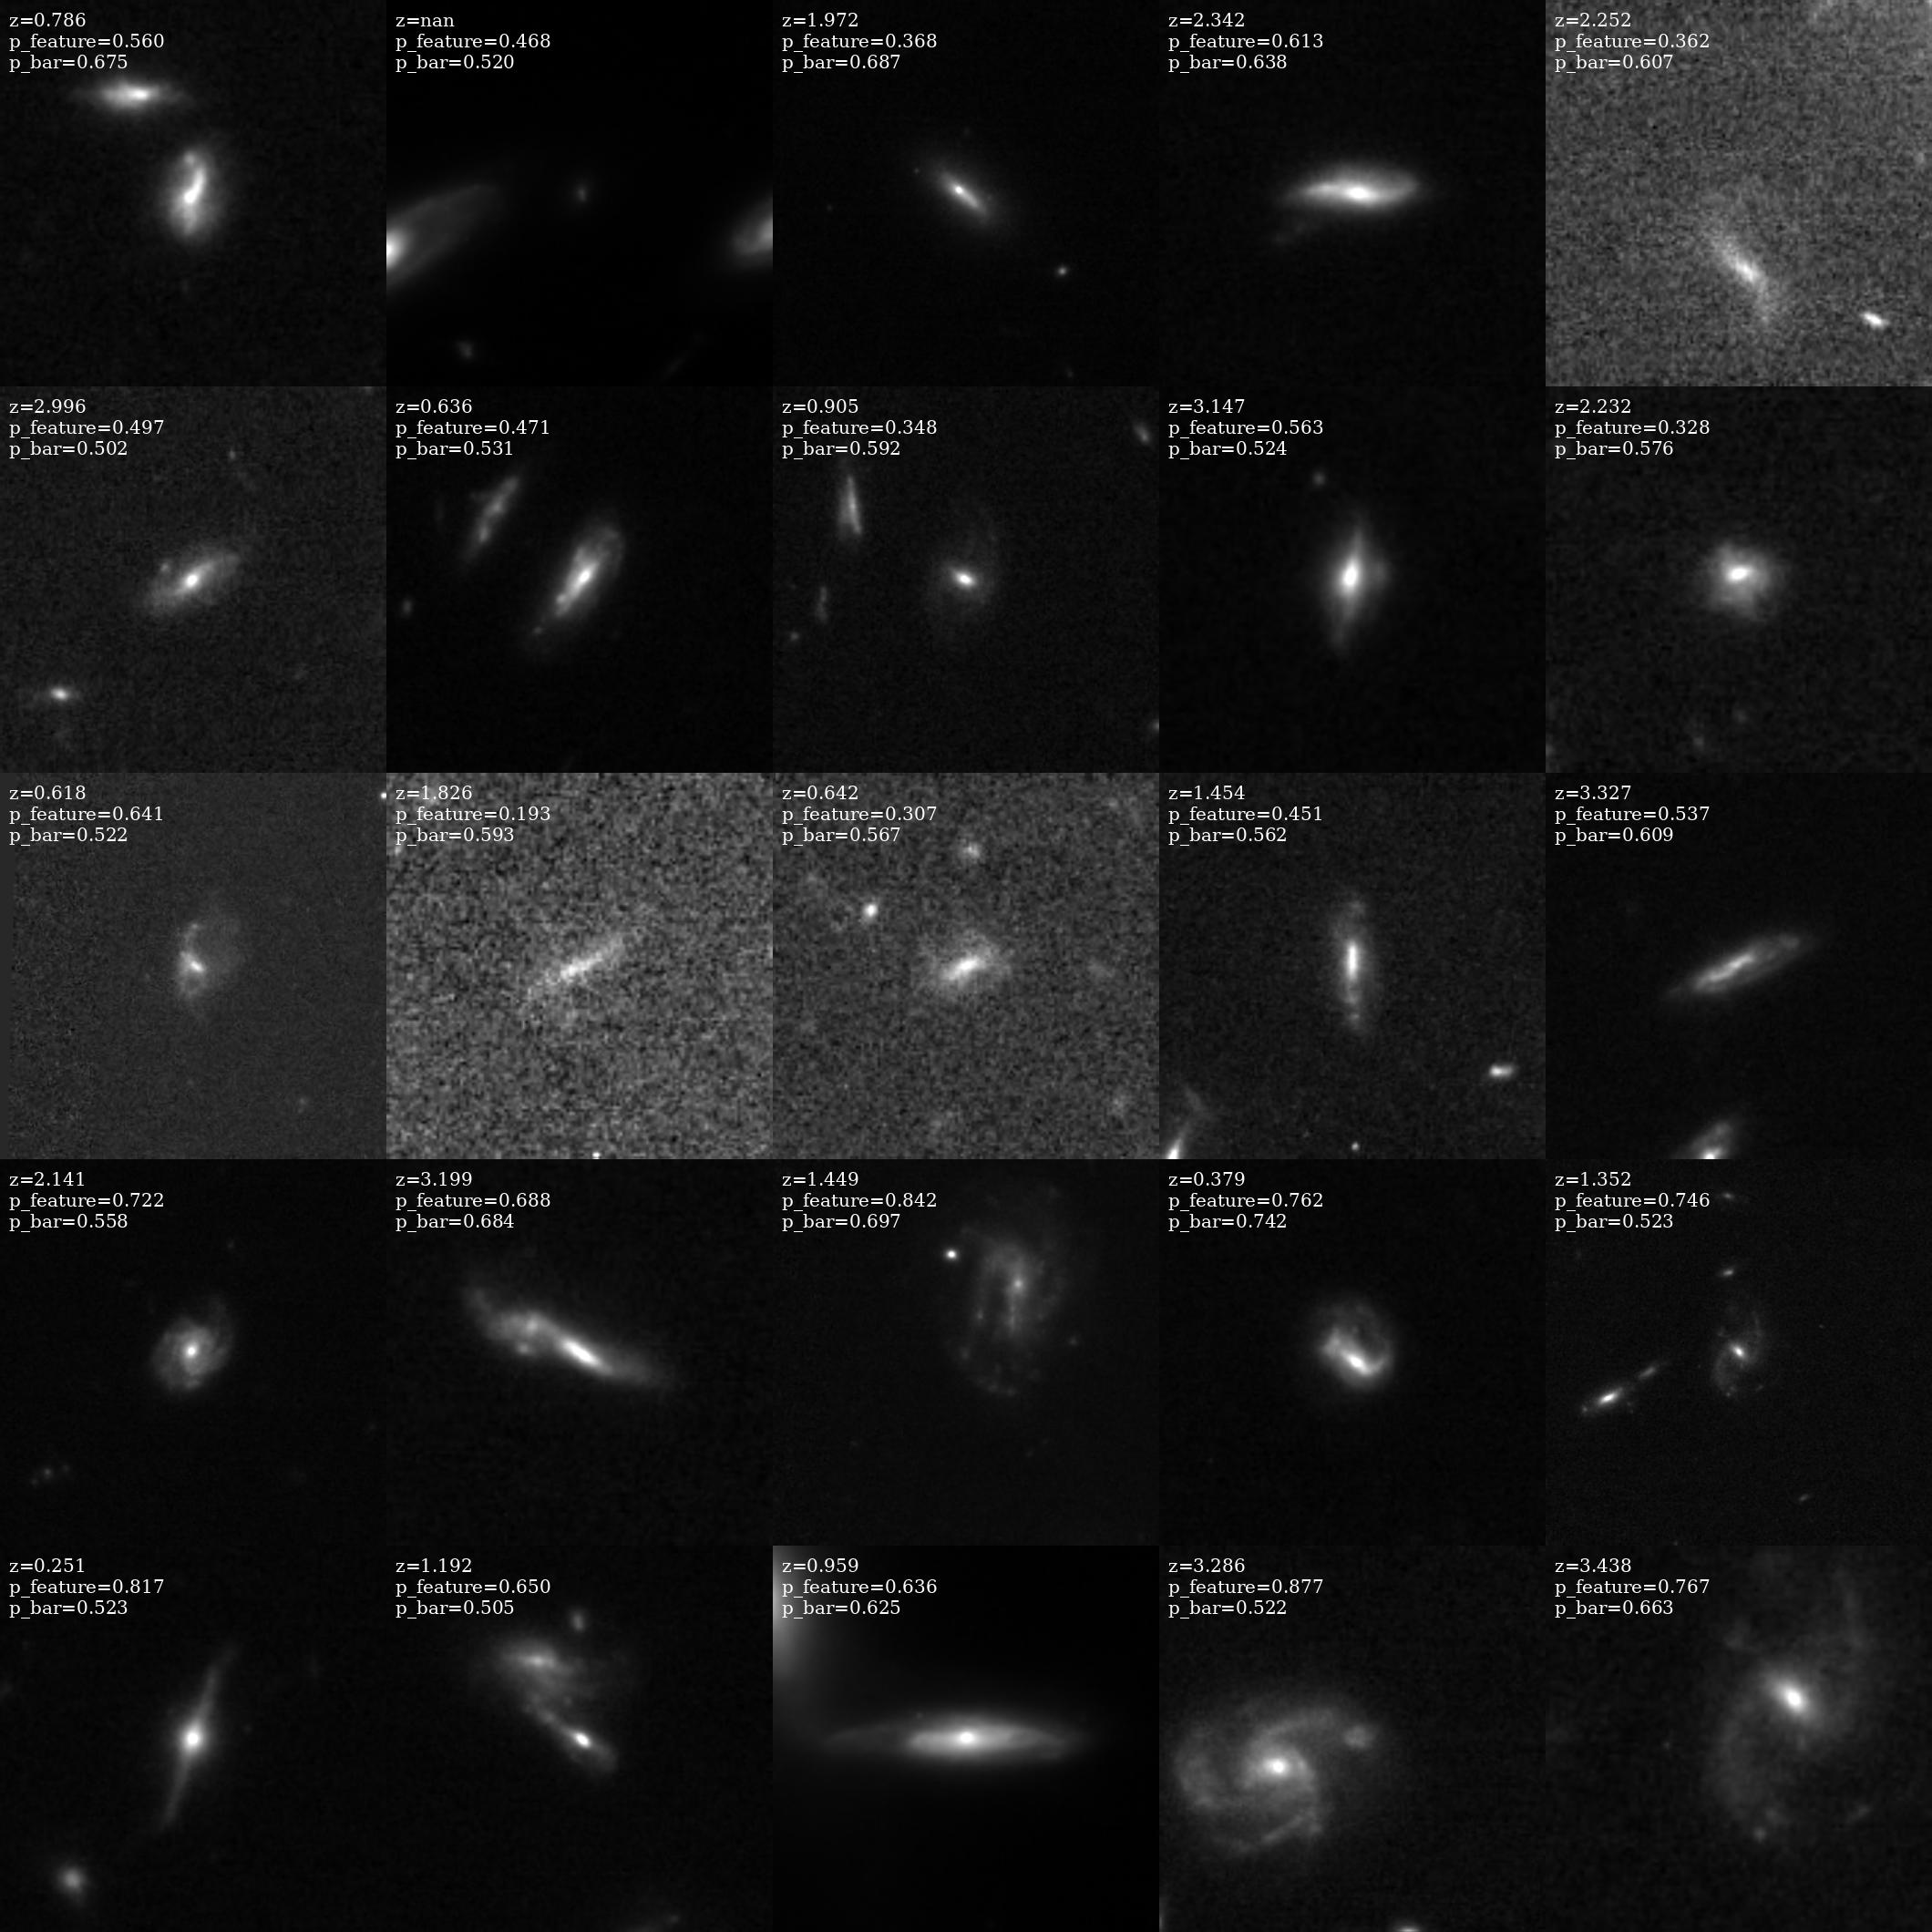 z=0.786
p_feature=0.560
p_bar=0.675
z=nan
p_feature=0.468
p_bar=0.520
z=1.972
p_feature=0.368
p_bar=0.687
z=2.342
p_feature=0.613
p_bar=0.638
z=2.252
p_feature=0.362
p_bar=0.607
z=2.996
p_feature=0.497
p_bar=0.502
z=0.636
p_feature=0.471
p_bar=0.531
z=0.905
p_feature=0.348
p_bar=0.592
z=3.147
p_feature=0.563
p_bar=0.524
z=2.232
p_feature=0.328
p_bar=0.576
z=0.618
p_feature=0.641
p_bar=0.522
z=1.826
p_feature=0.193
p_bar=0.593
z=0.642
p_feature=0.307
p_bar=0.567
z=1.454
p_feature=0.451
p_bar=0.562
z=3.327
p_feature=0.537
p_bar=0.609
z=2.141
p_feature=0.722
p_bar=0.558
z=3.199
p_feature=0.688
p_bar=0.684
z=1.449
p_feature=0.842
p_bar=0.697
z=0.379
p_feature=0.762
p_bar=0.742
z=1.352
p_feature=0.746
p_bar=0.523
z=0.251
p_feature=0.817
p_bar=0.523
z=1.192
p_feature=0.650
p_bar=0.505
z=0.959
p_feature=0.636
p_bar=0.625
z=3.286
p_feature=0.877
p_bar=0.522
z=3.438
p_feature=0.767
p_bar=0.663